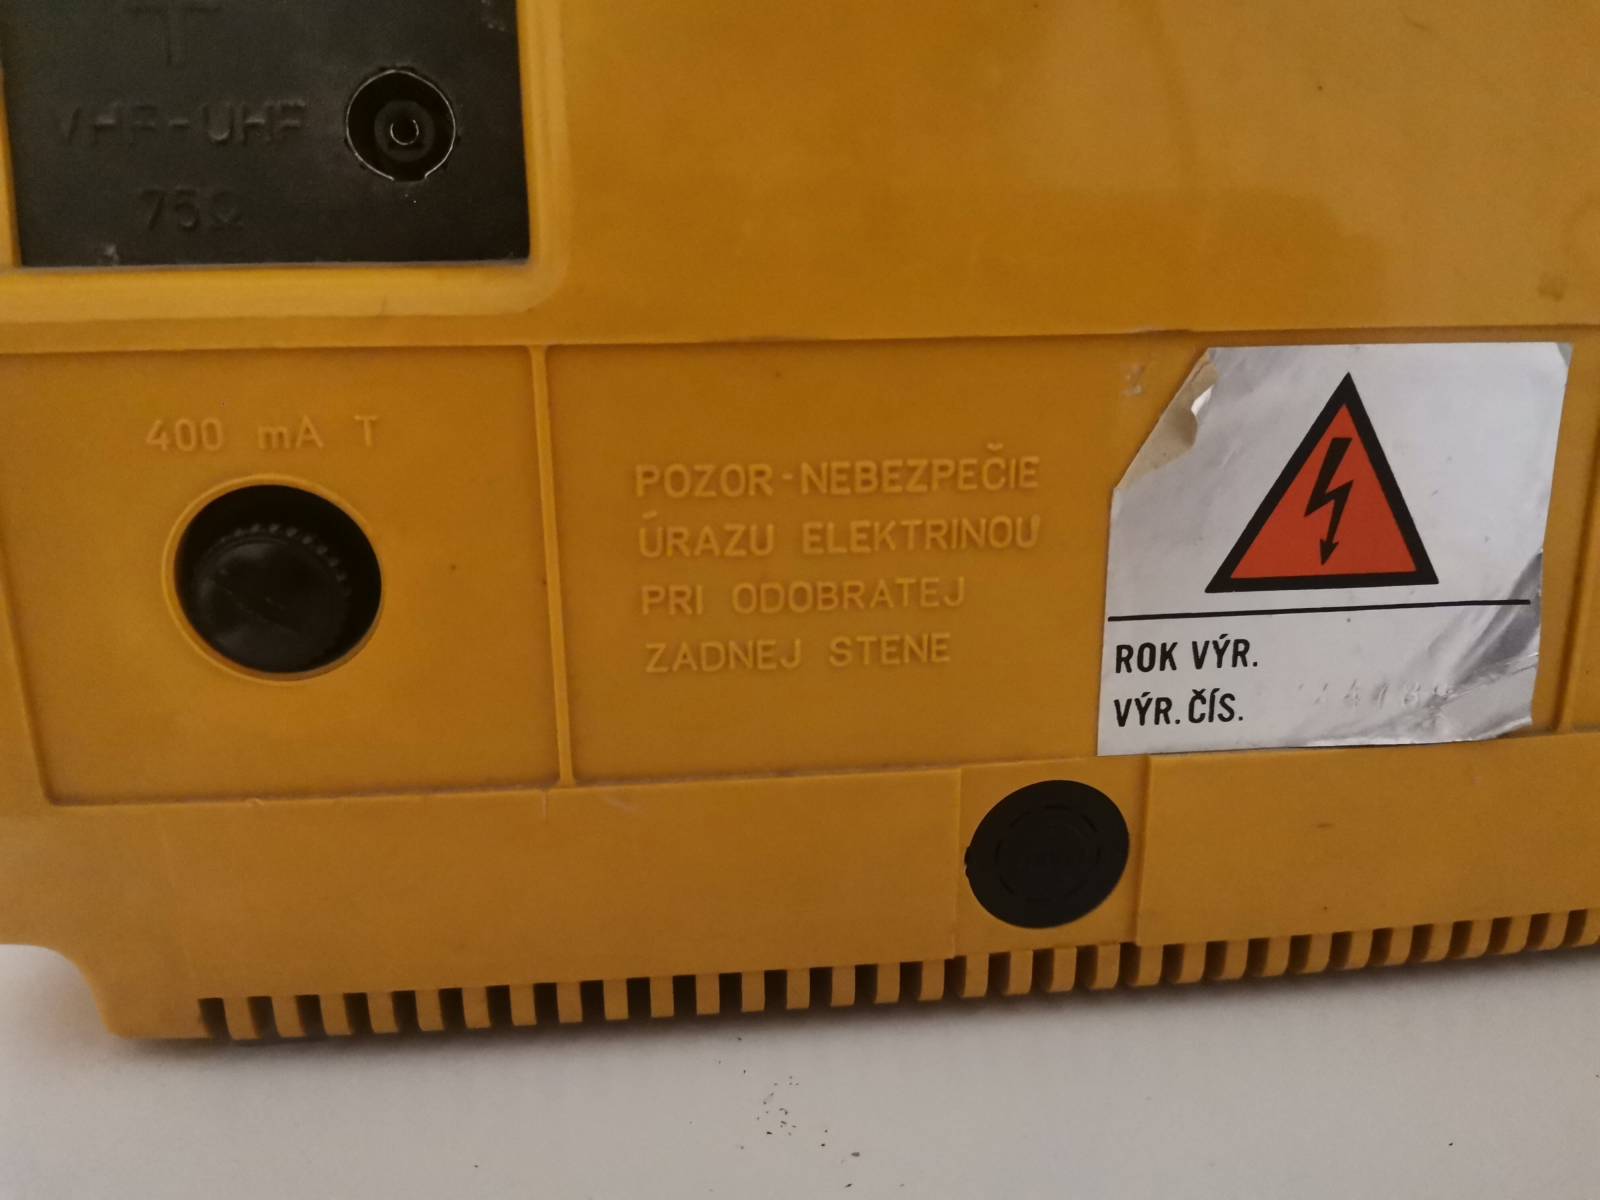 VHF-UHF
75Ω
400 mA T
POZOR-NEBEZPEČIE
ÚRAZU ELEKTRINOU
PRI ODOBRATEJ
ZADNEJ STENE
ROK VÝR.
VÝR. ČÍS.